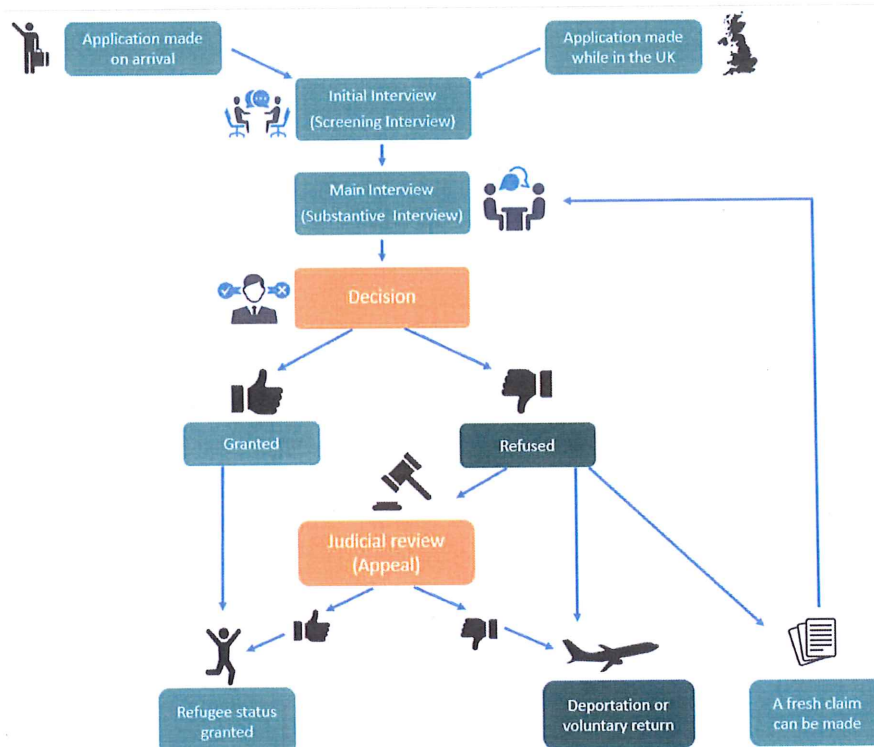 Application made
on arrival
Application made
while in the UK
Initial Interview
(Screening Interview)
Main Interview
(Substantive Interview)
Decision
Granted
Refused
Judicial review
(Appeal)
Refugee status
granted
Deportation or
voluntary return
A fresh claim
can be made